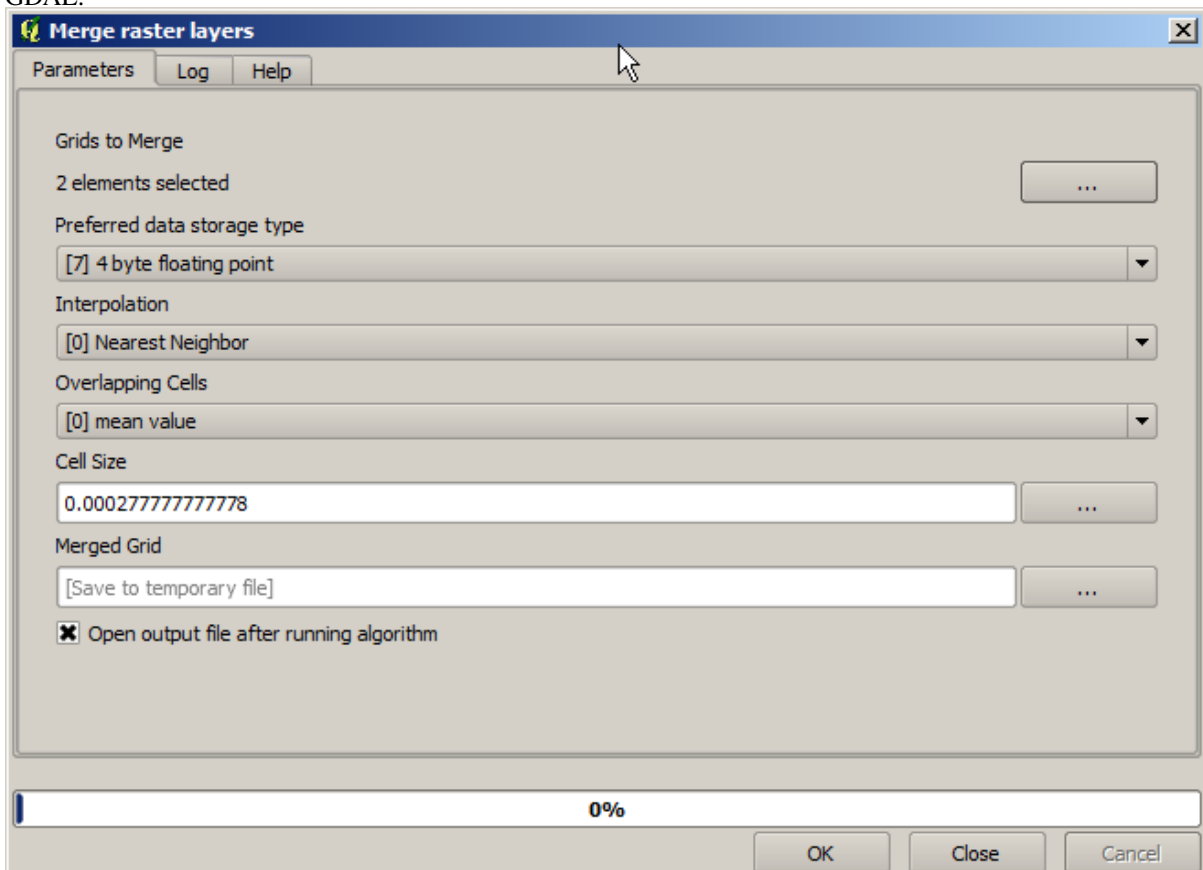 GDAL.
Merge raster layers
Parameters Log Help
Grids to Merge
2 elements selected
...
Preferred data storage type
[7] 4 byte floating point
Interpolation
[0] Nearest Neighbor
Overlapping Cells
[0] mean value
Cell Size
0.000277777777778
...
Merged Grid
[Save to temporary file]
...
Open output file after running algorithm
0%
OK Close Cancel